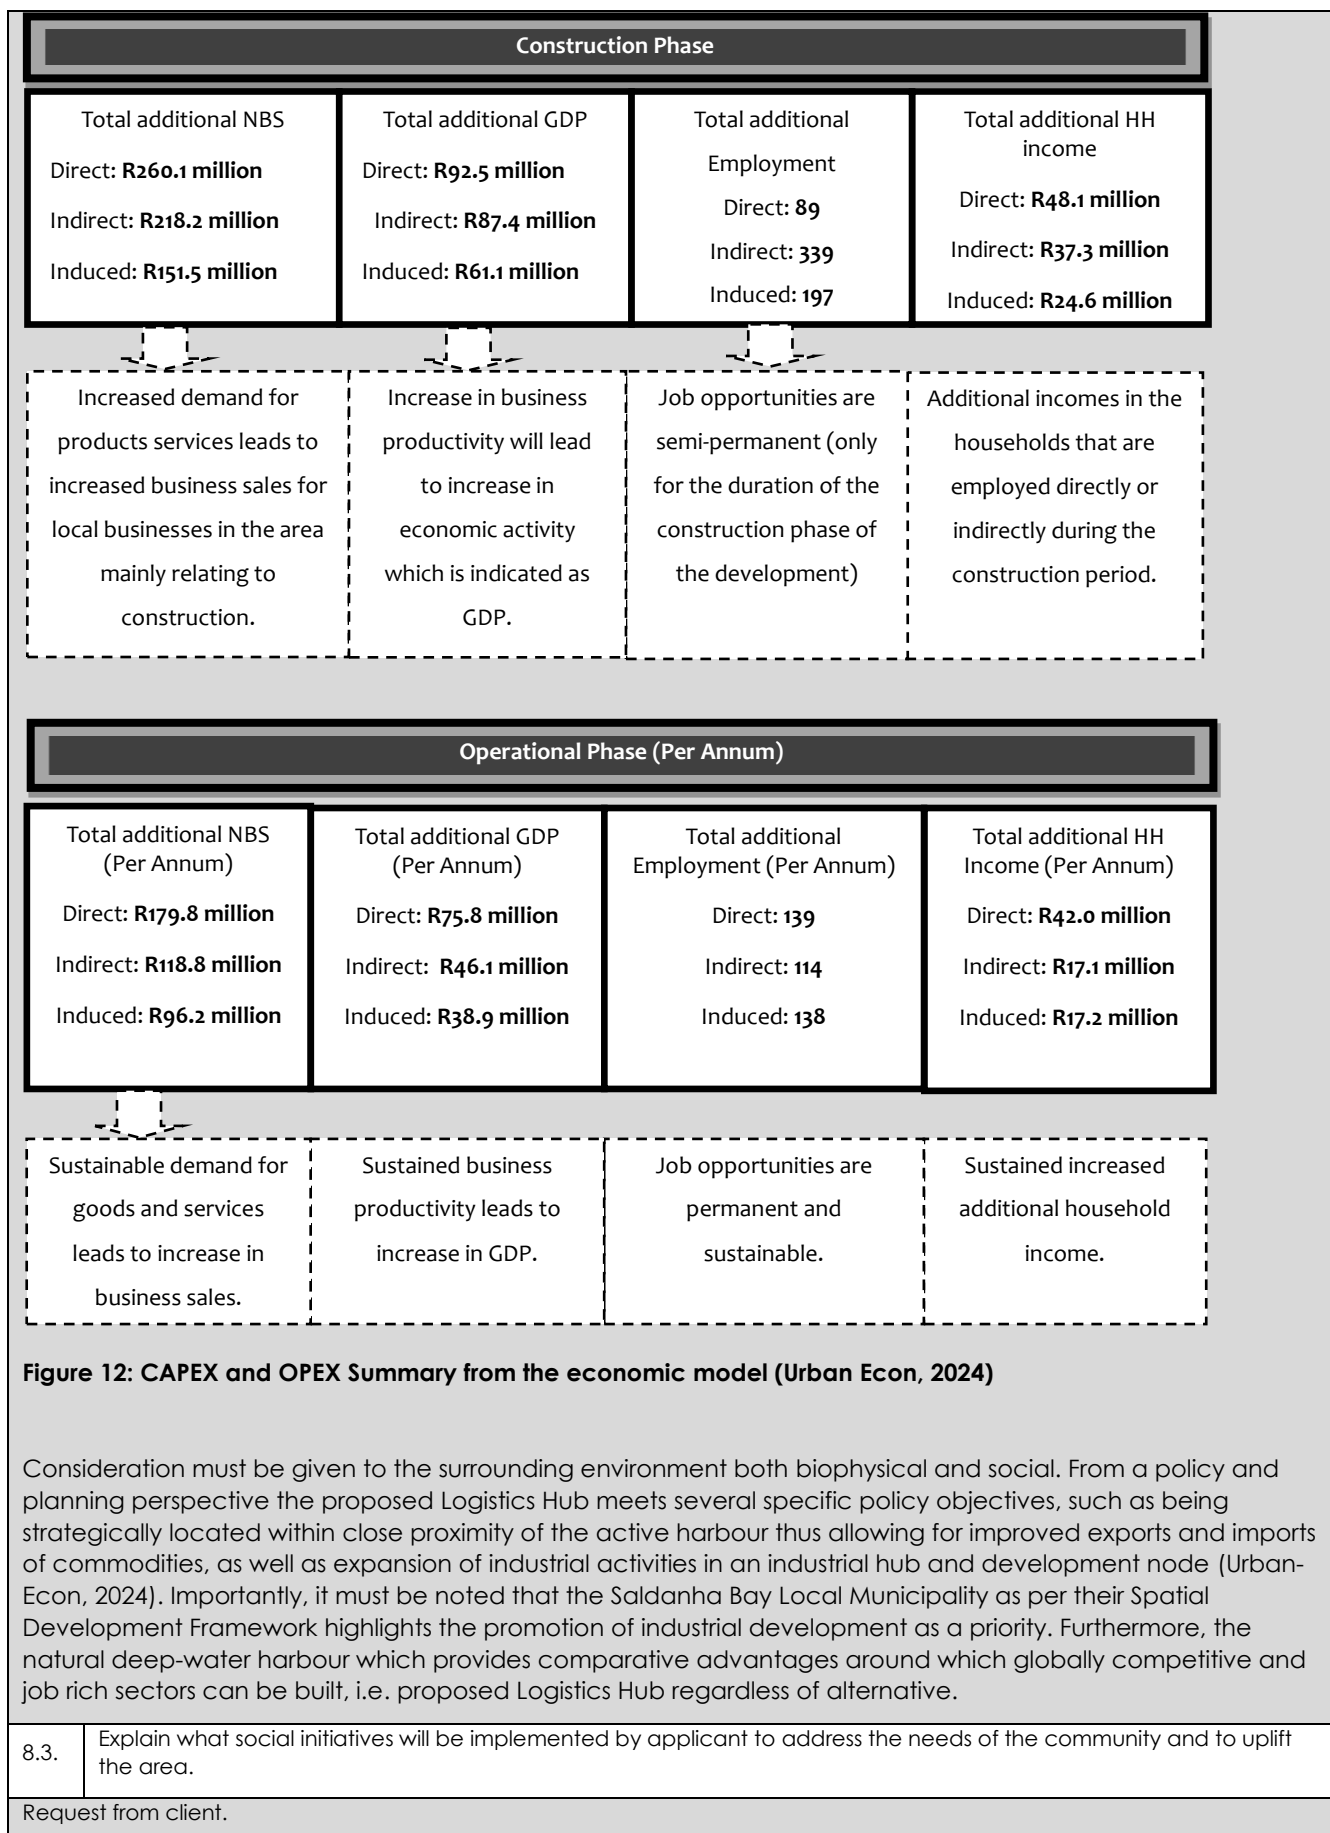 Construction Phase
Total additional NBS
Direct: R260.1 million
Indirect: R218.2 million
Induced: R151.5 million
Total additional GDP
Direct: R92.5 million
Indirect: R87.4 million
Induced: R61.1 million
Total additional
Employment
Direct: 89
Indirect: 339
Induced: 197
Total additional HH
income
Direct: R48.1 million
Indirect: R37.3 million
Induced: R24.6 million
Increased demand for
products services leads to
increased business sales for
local businesses in the area
mainly relating to
construction.
Increase in business
productivity will lead
to increase in
economic activity
which is indicated as
GDP.
Job opportunities are
semi-permanent (only
for the duration of the
construction phase of
the development)
Additional incomes in the
households that are
employed directly or
indirectly during the
construction period.
Operational Phase (Per Annum)
Total additional NBS
(Per Annum)
Direct: R179.8 million
Indirect: R118.8 million
Induced: R96.2 million
Total additional GDP
(Per Annum)
Direct: R75.8 million
Indirect: R46.1 million
Induced: R38.9 million
Total additional
Employment (Per Annum)
Direct: 139
Indirect: 114
Induced: 138
Total additional HH
Income (Per Annum)
Direct: R42.0 million
Indirect: R17.1 million
Induced: R17.2 million
Sustainable demand for
goods and services
leads to increase in
business sales.
Sustained business
productivity leads to
increase in GDP.
Job opportunities are
permanent and
sustainable.
Sustained increased
additional household
income.
Figure 12: CAPEX and OPEX Summary from the economic model (Urban Econ, 2024)
Consideration must be given to the surrounding environment both biophysical and social. From a policy and
planning perspective the proposed Logistics Hub meets several specific policy objectives, such as being
strategically located within close proximity of the active harbour thus allowing for improved exports and imports
of commodities, as well as expansion of industrial activities in an industrial hub and development node (Urban-
Econ, 2024). Importantly, it must be noted that the Saldanha Bay Local Municipality as per their Spatial
Development Framework highlights the promotion of industrial development as a priority. Furthermore, the
natural deep-water harbour which provides comparative advantages around which globally competitive and
job rich sectors can be built, i.e. proposed Logistics Hub regardless of alternative.
8.3. Explain what social initiatives will be implemented by applicant to address the needs of the community and to uplift
the area.
Request from client.